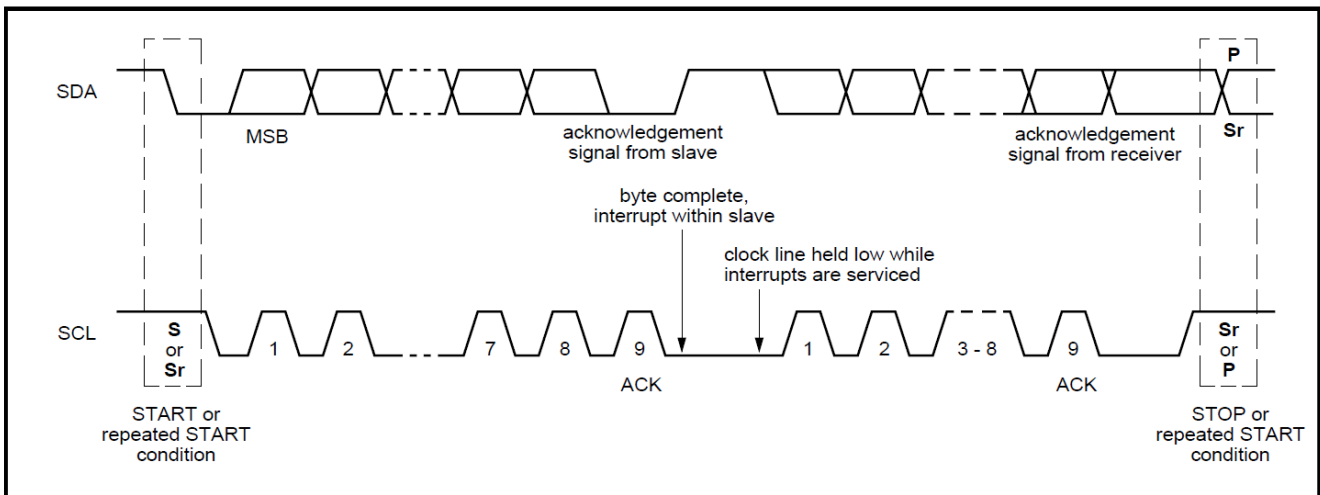 P
SDA
MSB
acknowledgement
signal from slave
acknowledgement
signal from receiver
Sr
byte complete,
interrupt within slave
clock line held low while
interrupts are serviced
SCL
S
or
Sr
1
2
7
8
9
1
2
3 - 8
9
Sr
or
P
ACK
ACK
START or
repeated START
condition
STOP or
repeated START
condition